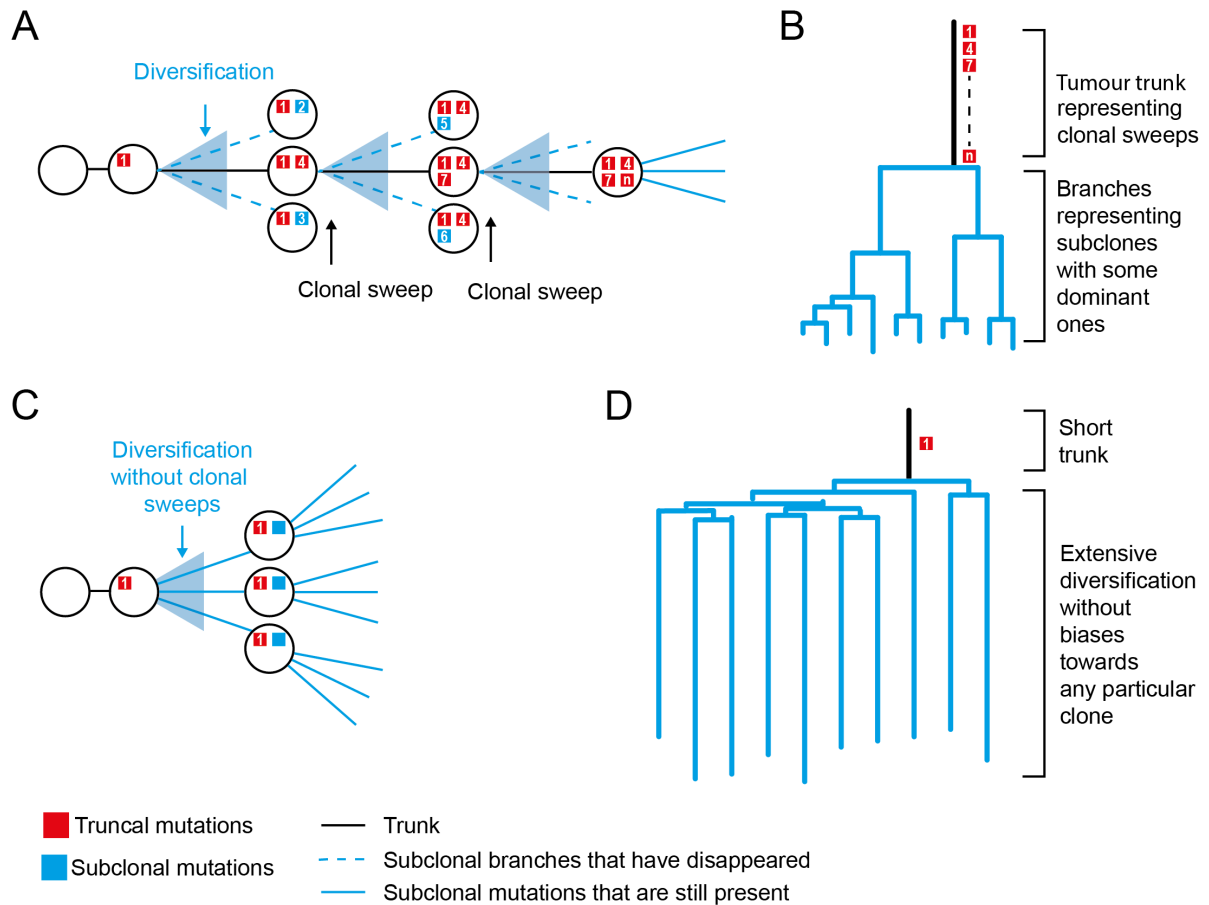 A
Diversification
1
1 2
1 4
1 3
1 4
5
1 4
7
1 4
6
1 4
7 n
Clonal sweep
Clonal sweep
B
1
4
7
n
Tumour trunk
representing
clonal sweeps
Branches
representing
subclones
with some
dominant
ones
C
Diversification
without clonal
sweeps
1
1
1
1
D
1
Short
trunk
Extensive
diversification
without
biases
towards
any particular
clone
Truncal mutations
Subclonal mutations
Trunk
Subclonal branches that have disappeared
Subclonal mutations that are still present